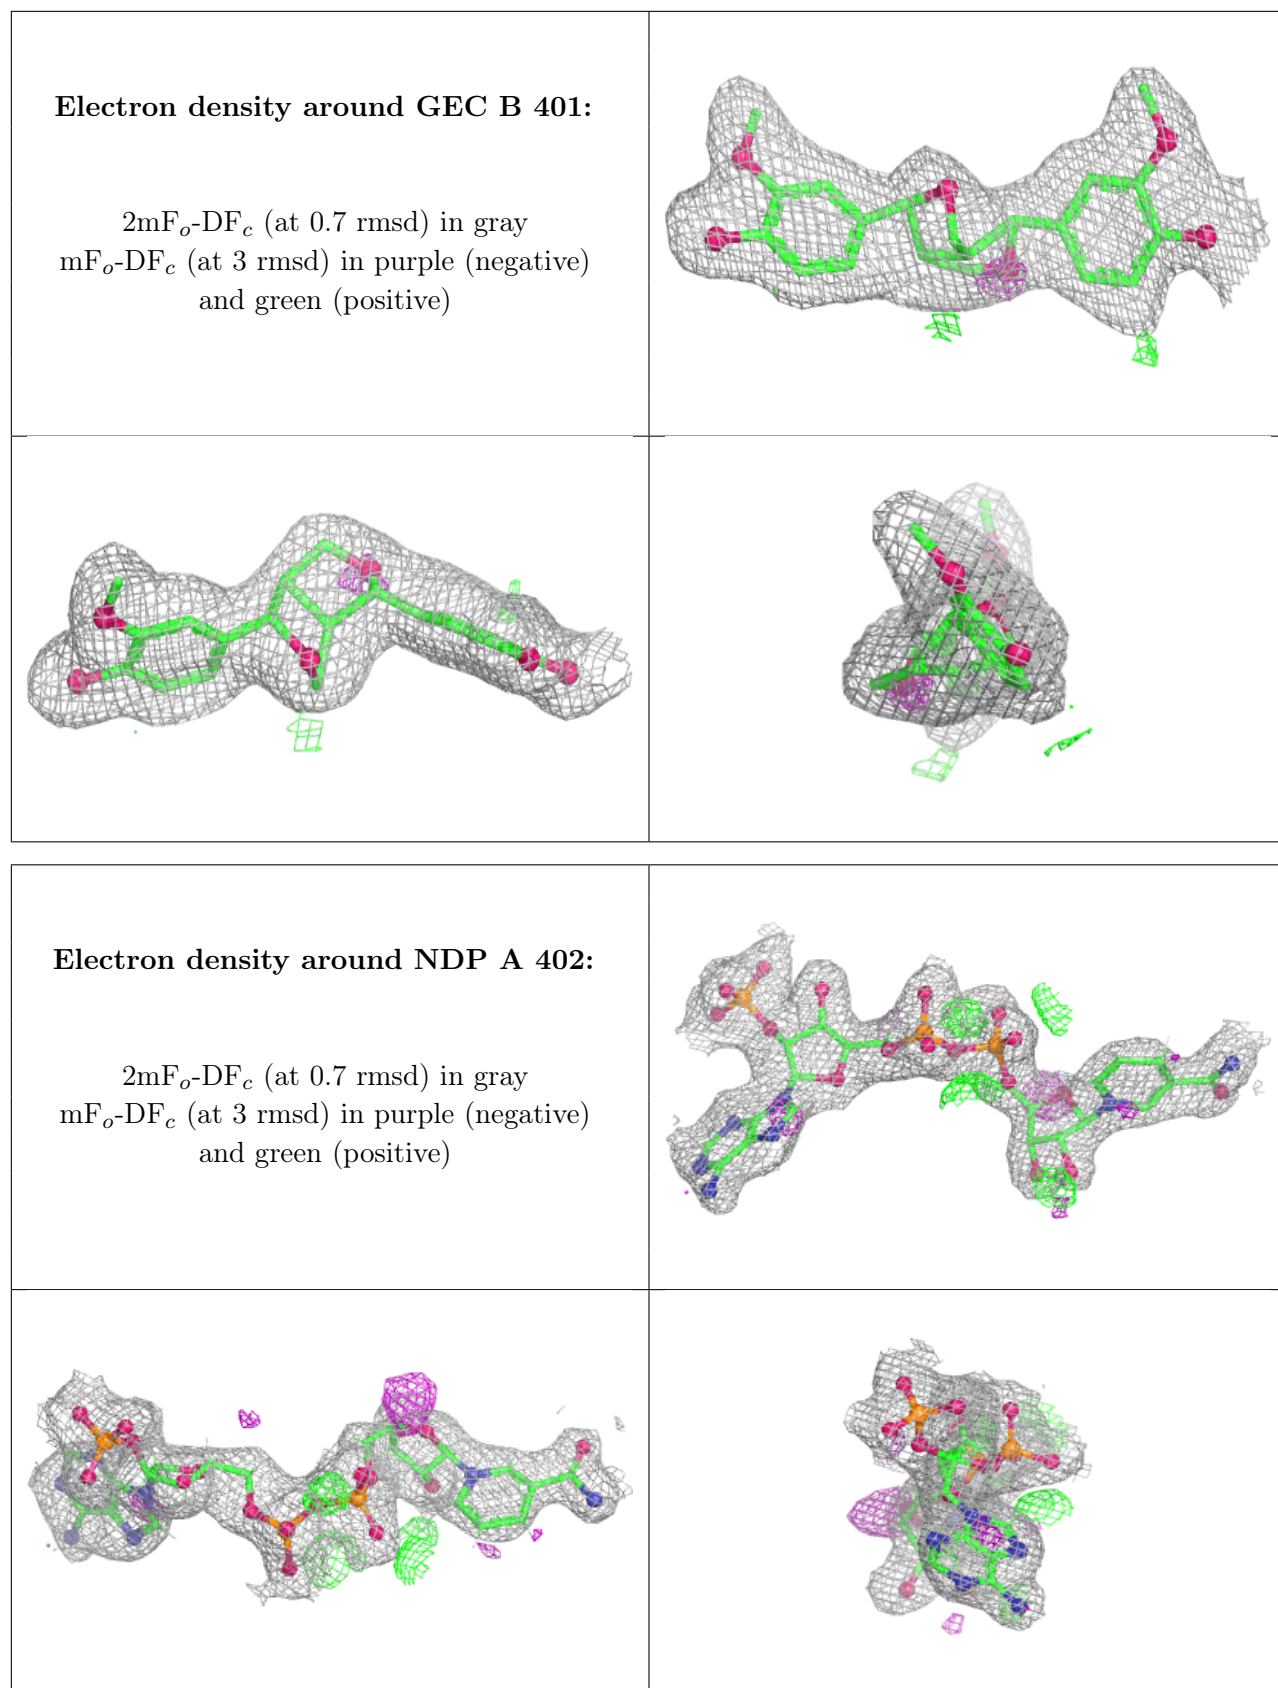 Electron density around GEC B 401:
2mFₒ-DF𝒸 (at 0.7 rmsd) in gray
mFₒ-DF𝒸 (at 3 rmsd) in purple (negative)
and green (positive)
Electron density around NDP A 402:
2mFₒ-DF𝒸 (at 0.7 rmsd) in gray
mFₒ-DF𝒸 (at 3 rmsd) in purple (negative)
and green (positive)